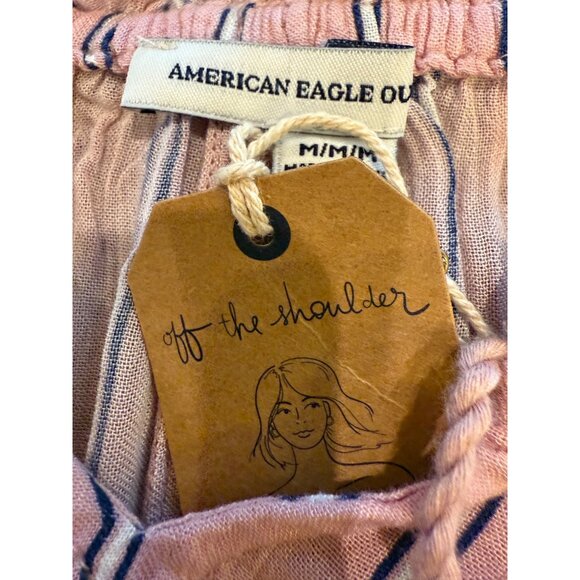 AMERICAN EAGLE OU
M/M/M
off the shoulder